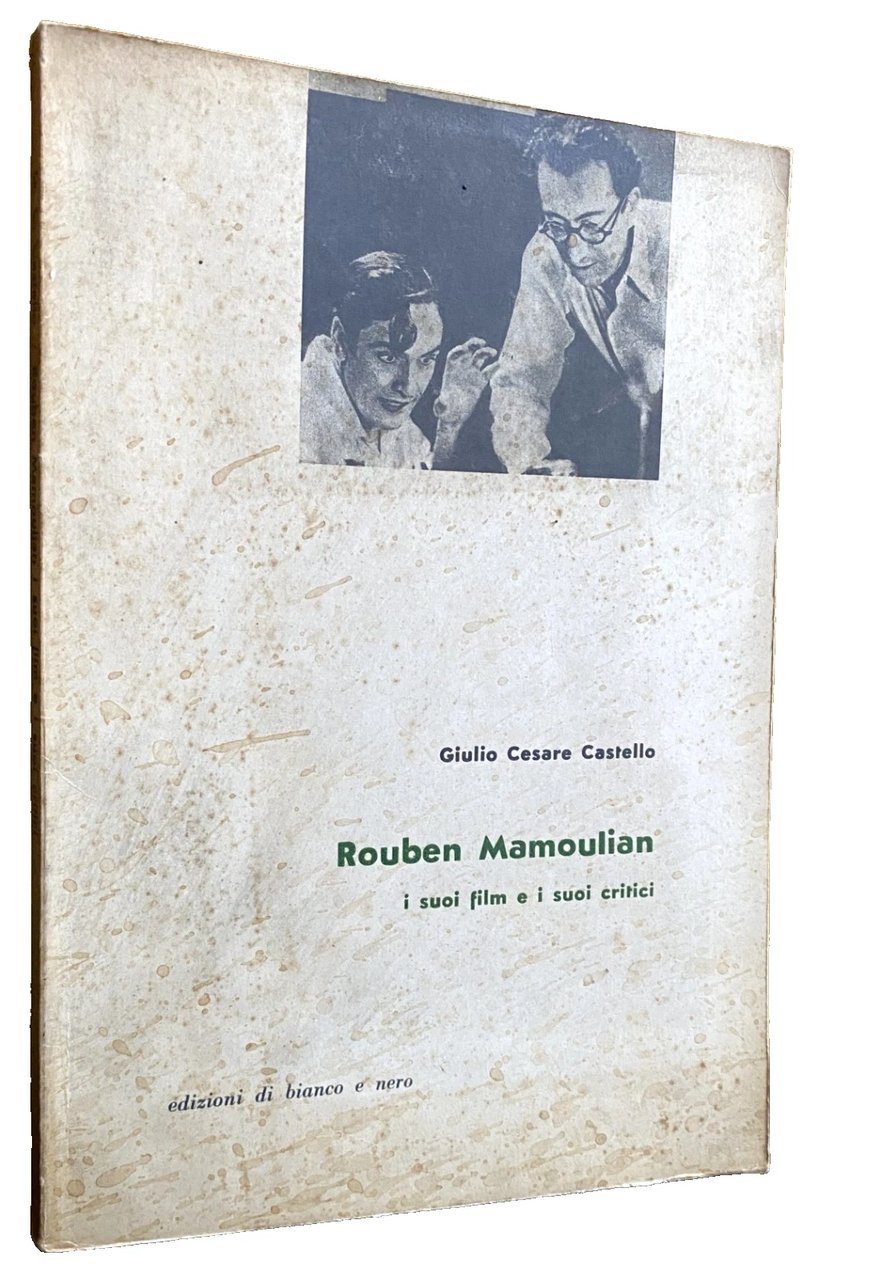 Giulio Cesare Castello
Rouben Mamoulian
i suoi film e i suoi critici
edizioni di bianco e nero